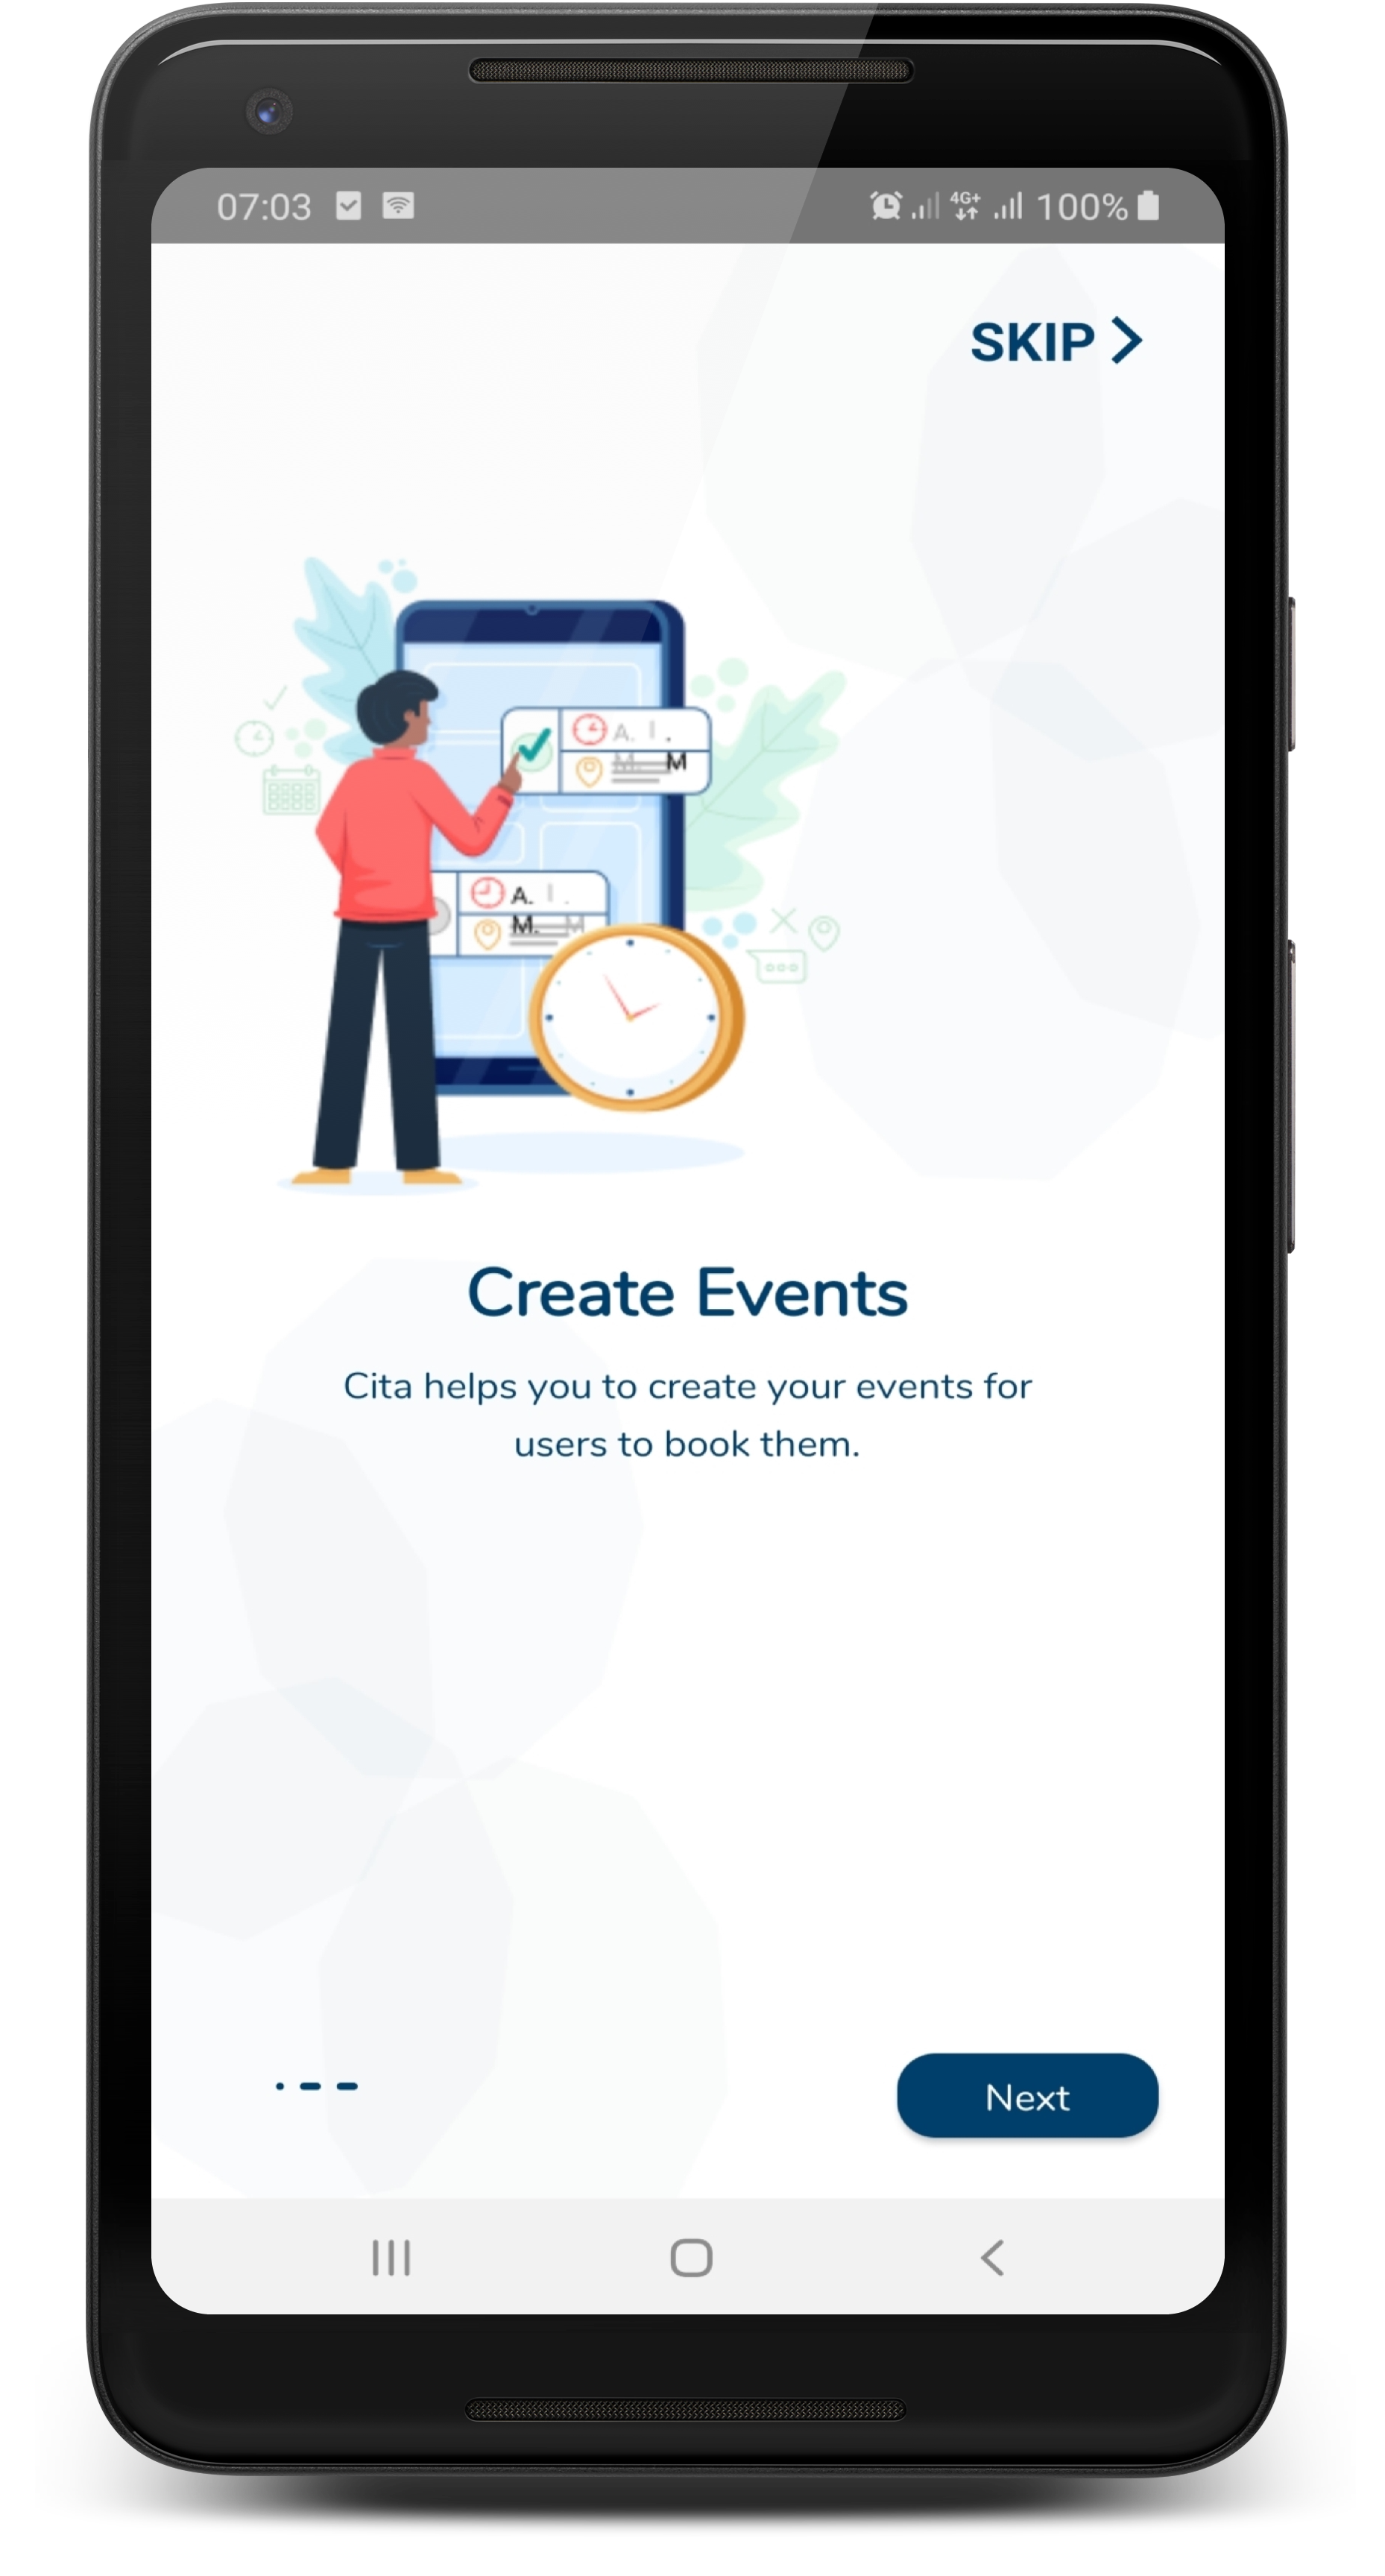 07:03 4G+ 100%
SKIP
A. | .
M. M
A. | .
M. M
Create Events
Cita helps you to create your events for
users to book them.
Next